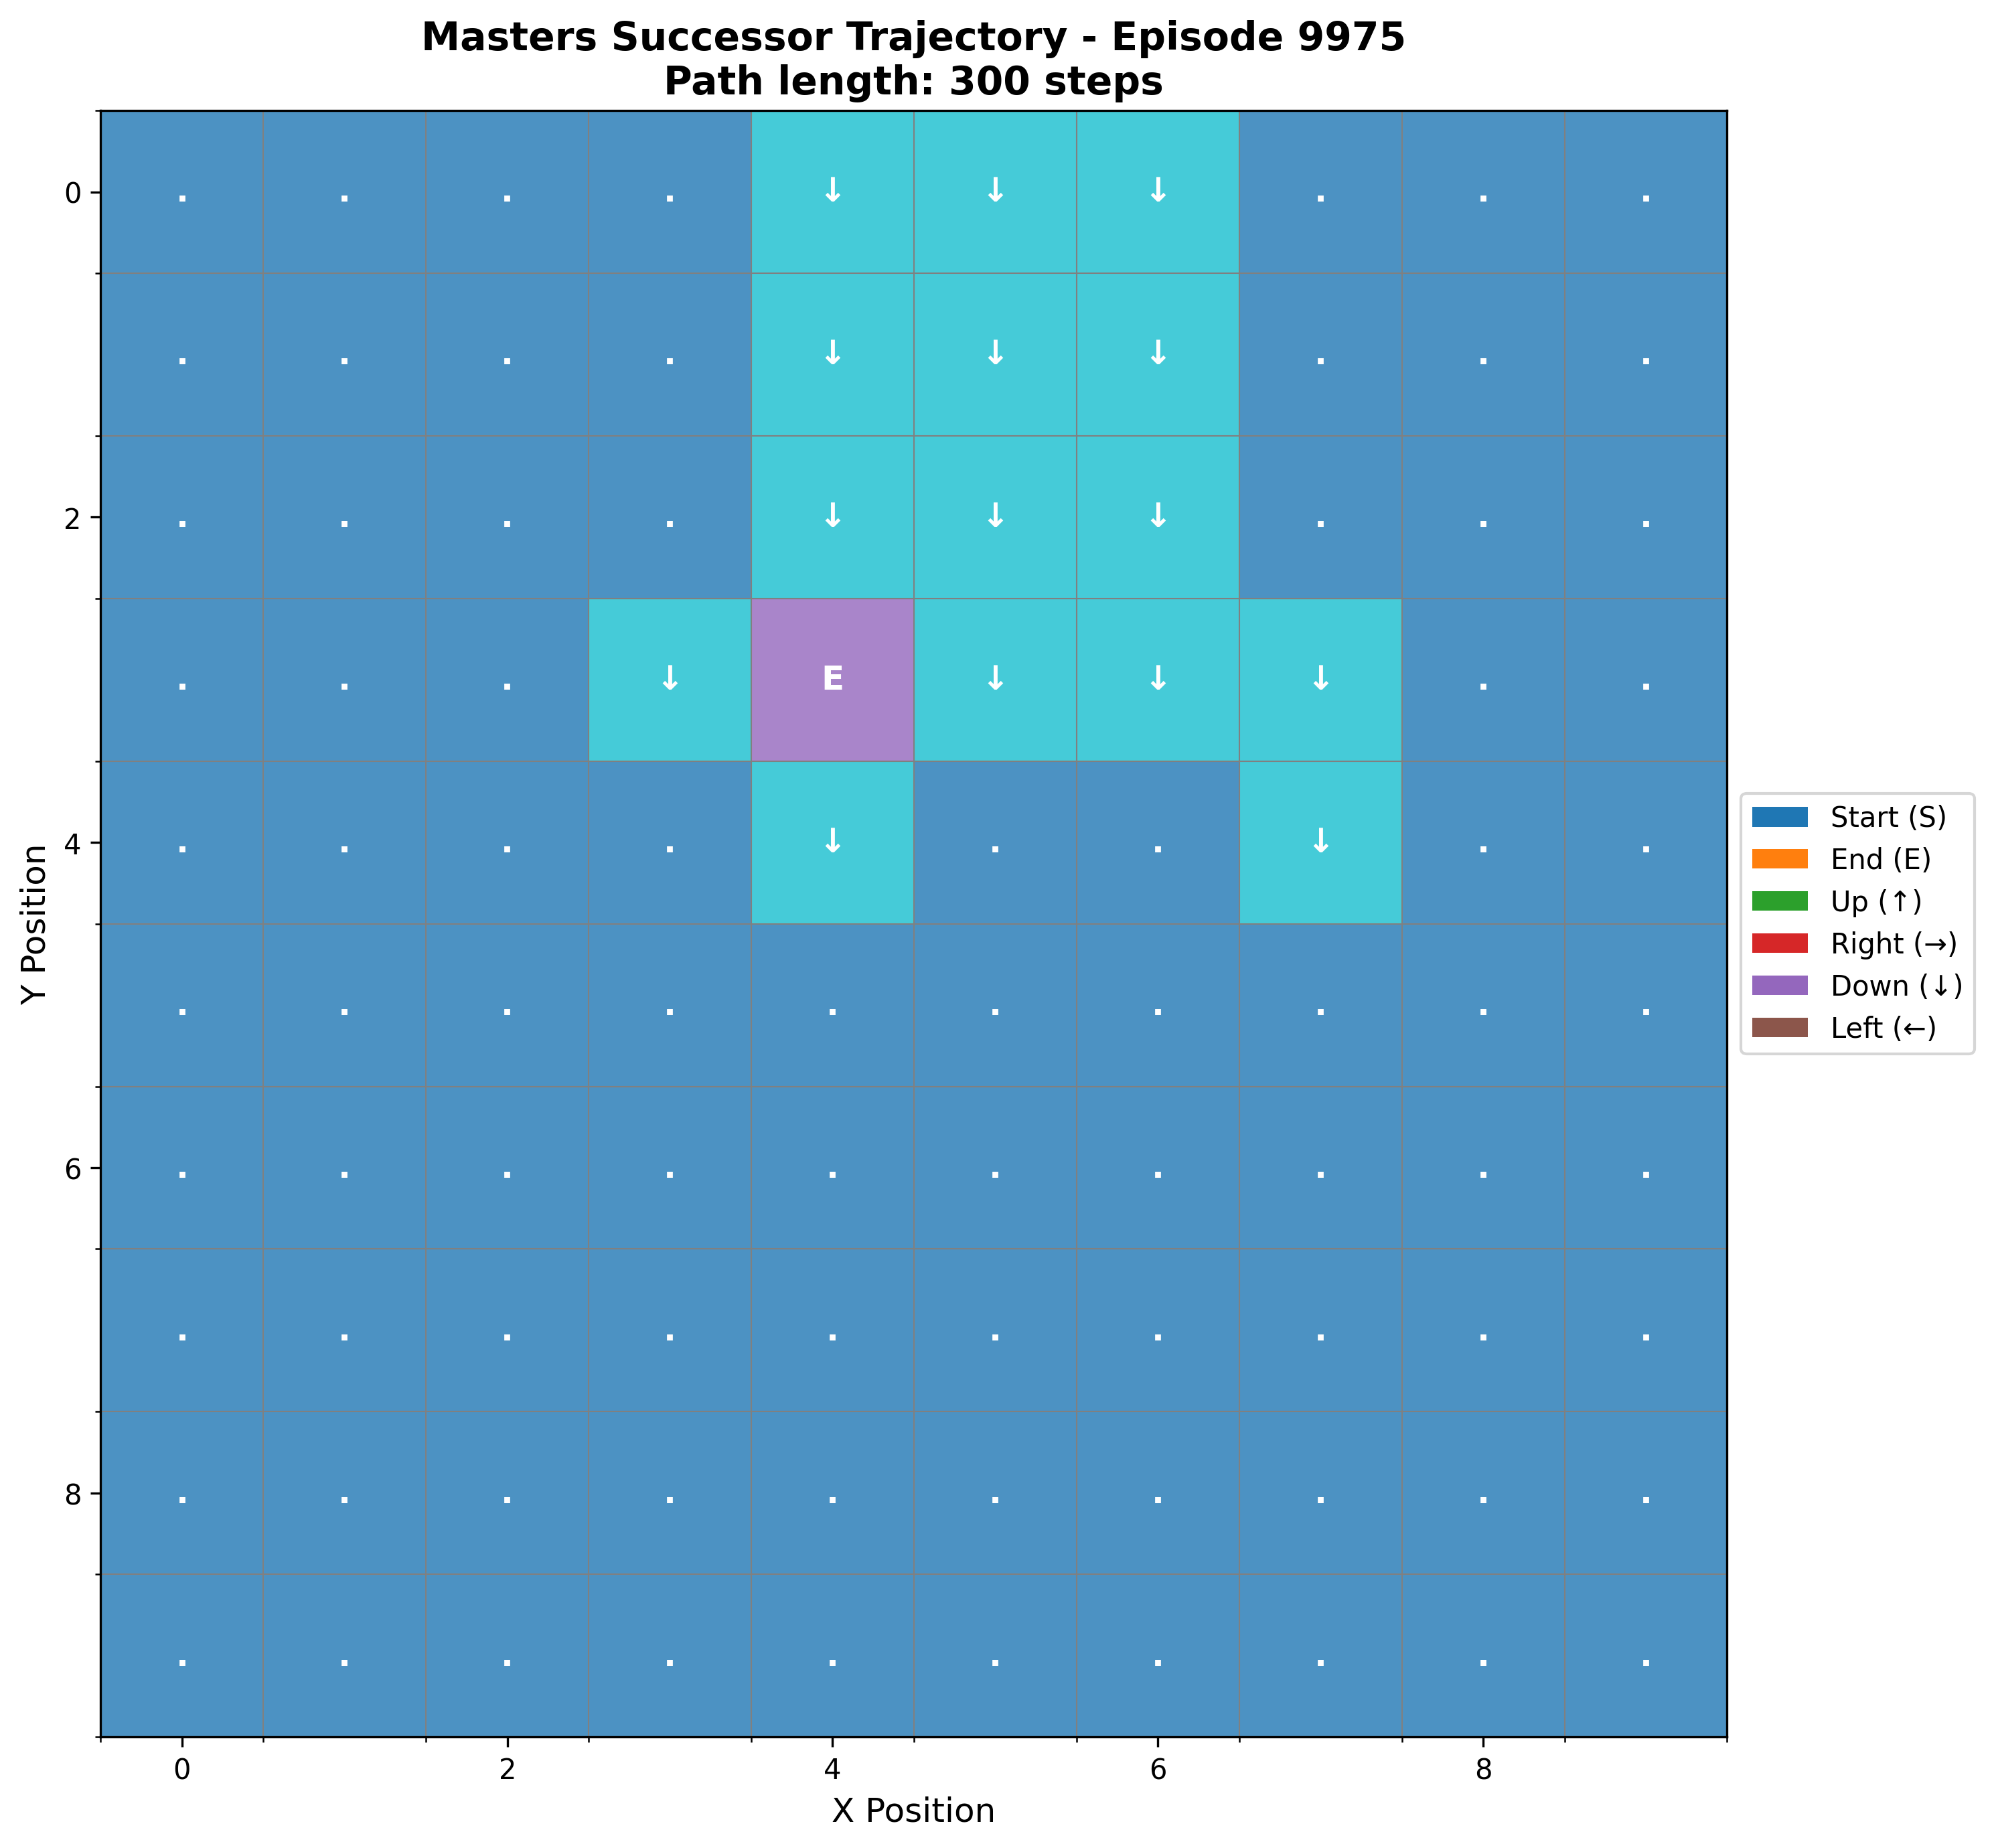 Masters Successor Trajectory - Episode 9975
Path length: 300 steps
0 . . . . ↓ ↓ ↓ . . .
. . . . ↓ ↓ ↓ . . .
2 . . . . ↓ ↓ ↓ . . .
. . . ↓ E ↓ ↓ ↓ . .
4 . . . . ↓ . . ↓ . .
. . . . . . . . . .
6 . . . . . . . . . .
. . . . . . . . . .
8 . . . . . . . . . .
. . . . . . . . . .
0 2 4 6 8
X Position
Y Position
Start (S)
End (E)
Up (↑)
Right (→)
Down (↓)
Left (←)